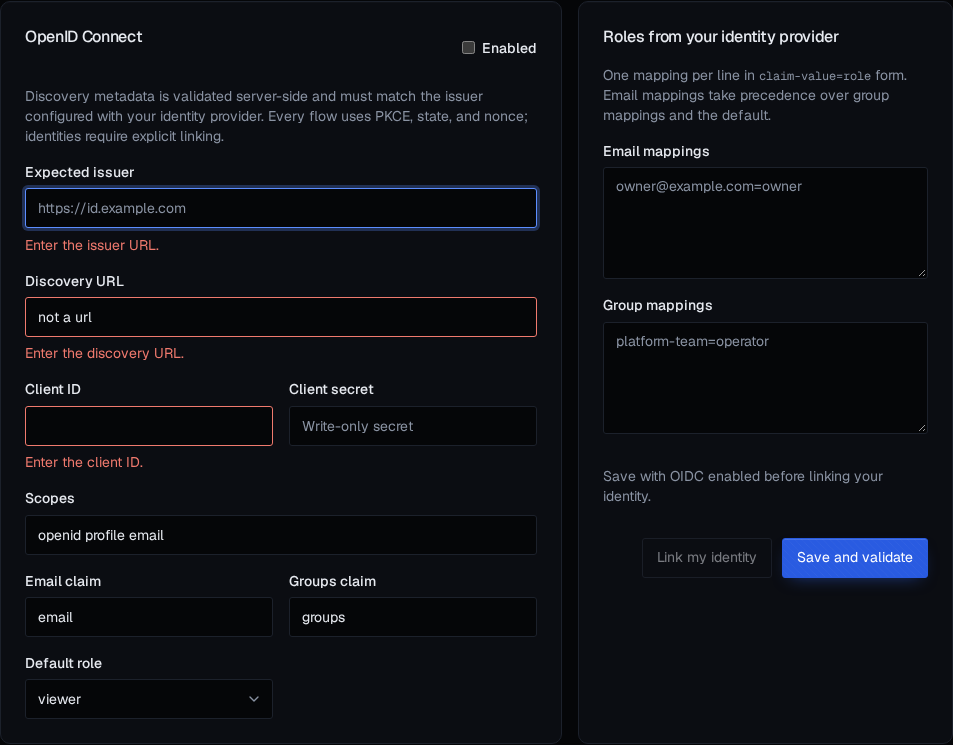 OpenID Connect
Enabled
Discovery metadata is validated server-side and must match the issuer
configured with your identity provider. Every flow uses PKCE, state, and nonce;
identities require explicit linking.
Expected issuer
https://id.example.com
Enter the issuer URL.
Discovery URL
not a url
Enter the discovery URL.
Client ID
Client secret
Write-only secret
Enter the client ID.
Scopes
openid profile email
Email claim
Groups claim
email
groups
Default role
viewer
Roles from your identity provider
One mapping per line in claim-value=role form.
Email mappings take precedence over group
mappings and the default.
Email mappings
owner@example.com=owner
Group mappings
platform-team=operator
Save with OIDC enabled before linking your
identity.
Link my identity
Save and validate